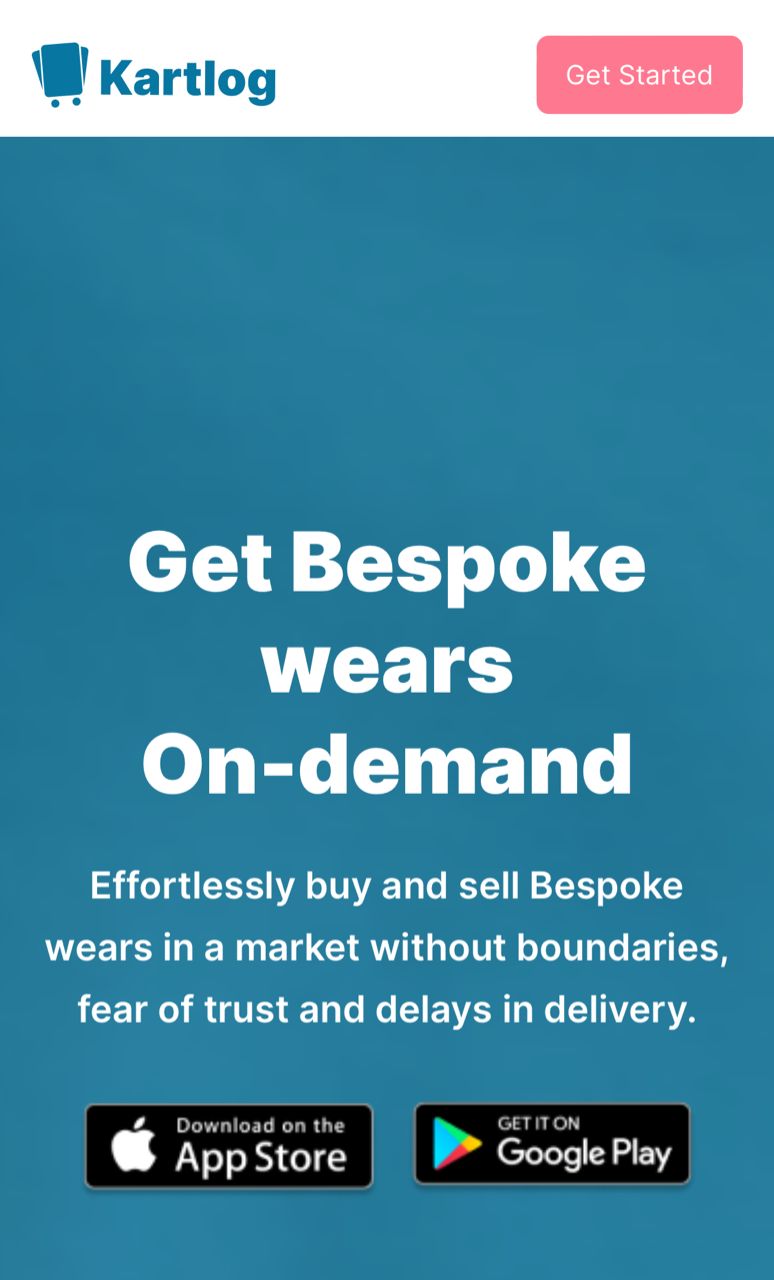 Kartlog
Get Started
Get Bespoke
wears
On-demand
Effortlessly buy and sell Bespoke
wears in a market without boundaries,
fear of trust and delays in delivery.
Download on the
App Store
GET IT ON
Google Play